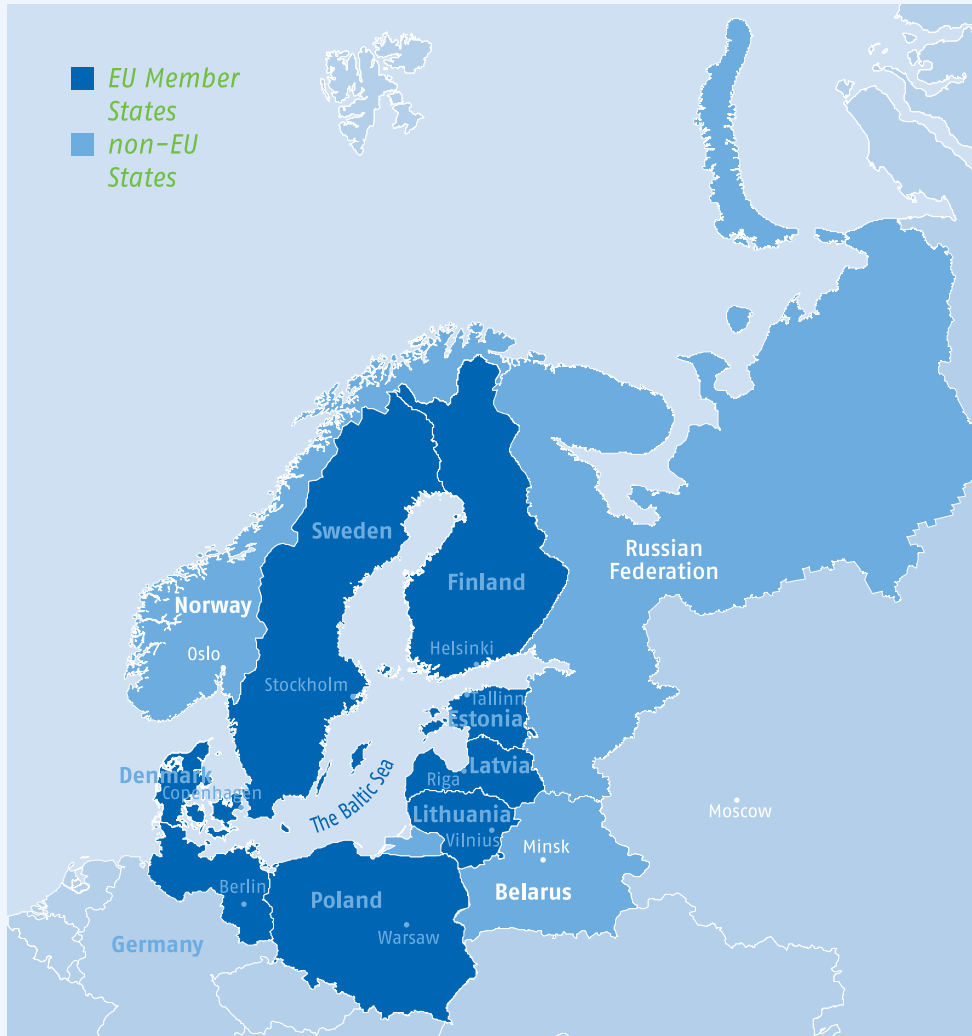 EU Member
States
non-EU
States
Sweden
Russian
Federation
Finland
Norway
Helsinki
Oslo
Stockholm
Tallinn
Estonia
Latvia
Denmark
Riga
Copenhagen
The Baltic Sea
Moscow
Lithuania
Vilnius
Minsk
Berlin
Belarus
Poland
Warsaw
Germany